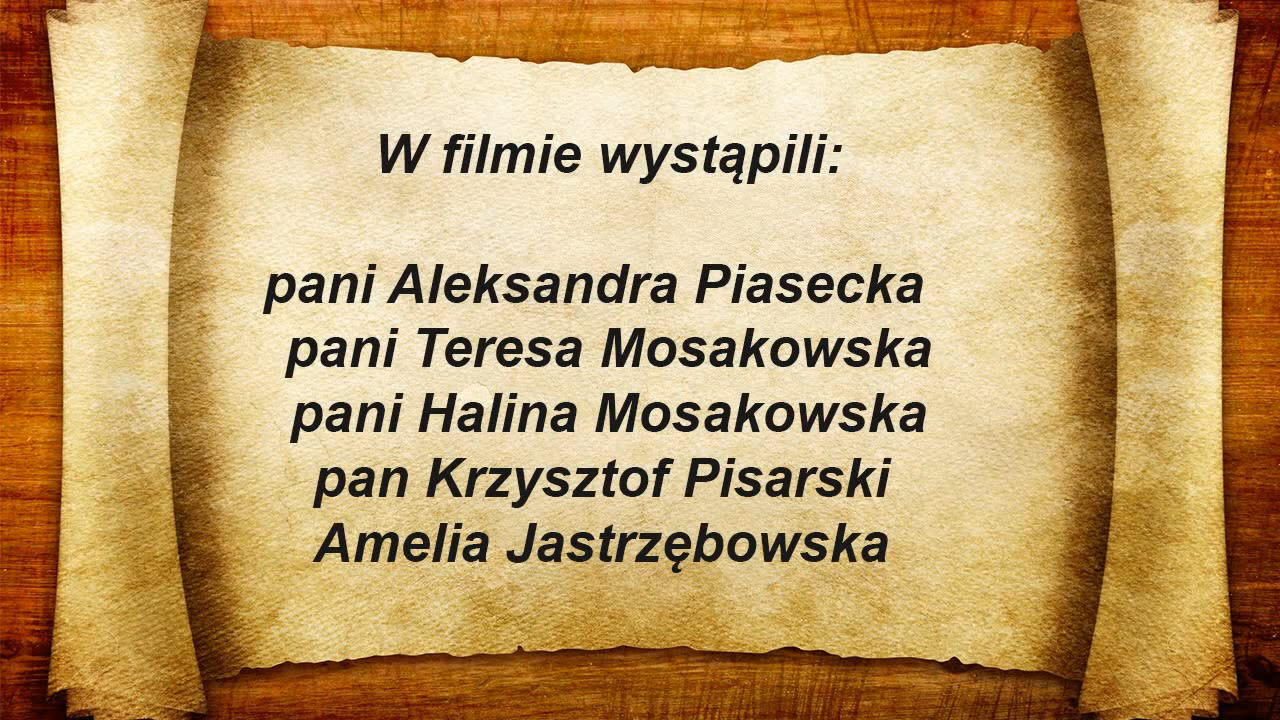 W filmie wystąpili:
pani Aleksandra Piasecka
pani Teresa Mosakowska
pani Halina Mosakowska
pan Krzysztof Pisarski
Amelia Jastrzębowska